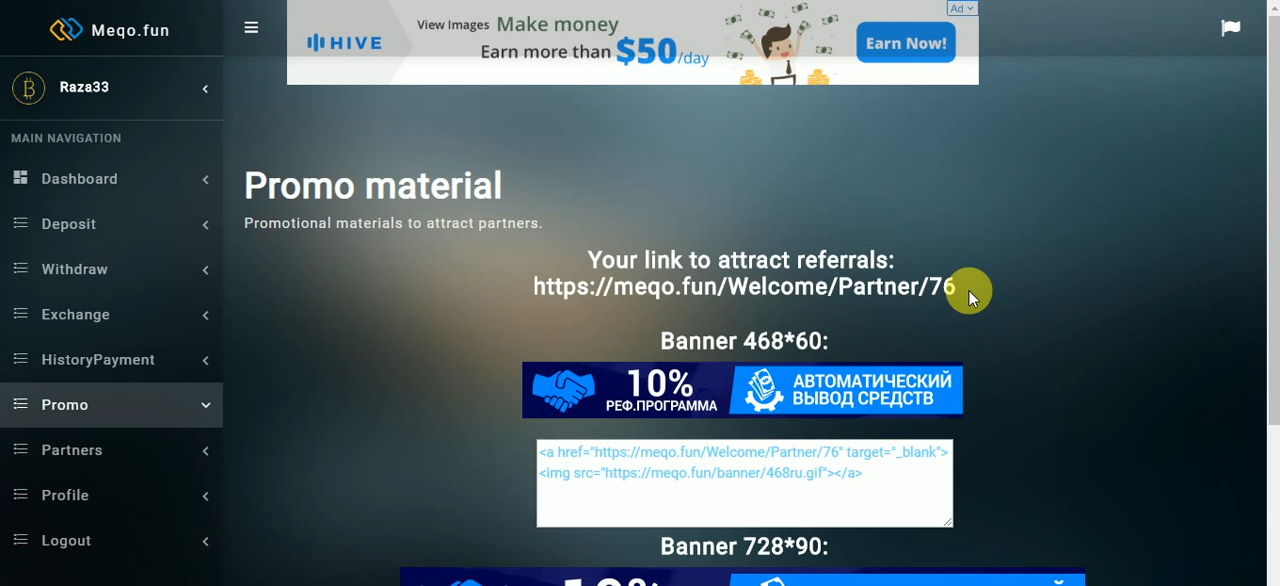 Meqo.fun
View Images Make money
HIVE
Earn more than $50/day
Earn Now!
Ad
Raza33
MAIN NAVIGATION
Dashboard
Deposit
Withdraw
Exchange
HistoryPayment
Promo
Partners
Profile
Logout
Promo material
Promotional materials to attract partners.
Your link to attract referrals:
https://meqo.fun/Welcome/Partner/76
Banner 468*60:
10%
РЕФ.ПРОГРАММА
АВТОМАТИЧЕСКИЙ
ВЫВОД СРЕДСТВ
<a href="https://meqo.fun/Welcome/Partner/76" target="_blank">
<img src="https://meqo.fun/banner/468ru.gif"></a>
Banner 728*90: